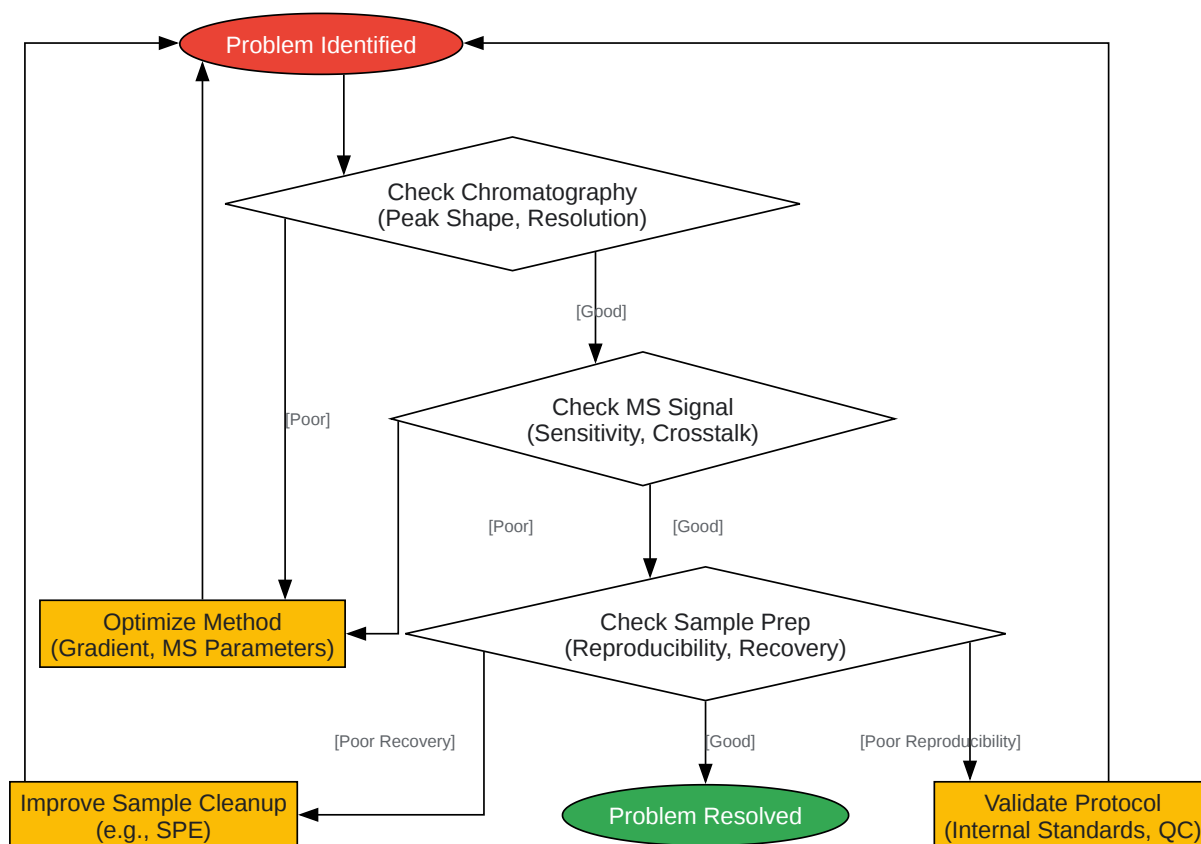 Problem Identified
Check Chromatography
(Peak Shape, Resolution)
[Good]
Check MS Signal
(Sensitivity, Crosstalk)
[Poor]
[Poor]
[Good]
Optimize Method
(Gradient, MS Parameters)
Check Sample Prep
(Reproducibility, Recovery)
[Poor Recovery]
[Good]
[Poor Reproducibility]
Improve Sample Cleanup
(e.g., SPE)
Problem Resolved
Validate Protocol
(Internal Standards, QC)